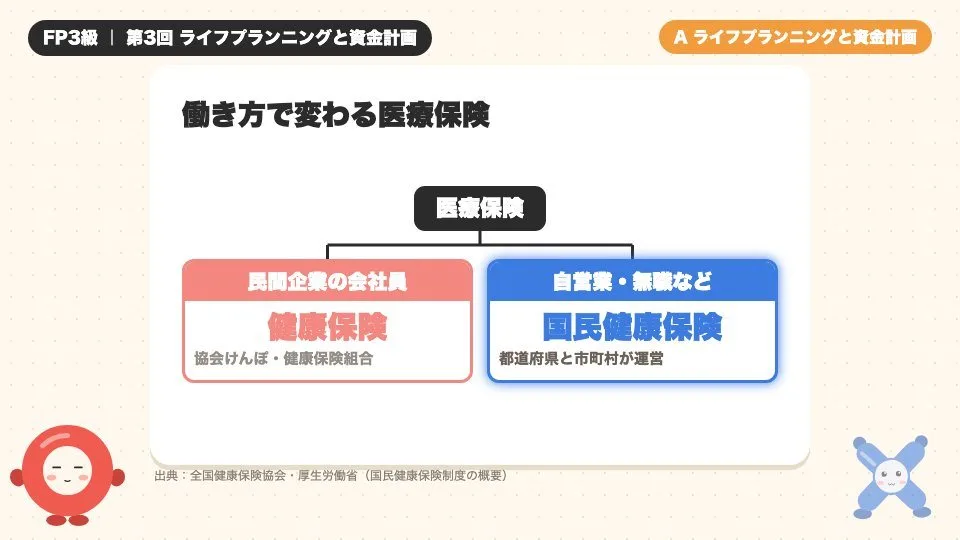 FP3級 | 第3回 ライフプランニングと資金計画
A ライフプランニングと資金計画
働き方で変わる医療保険
医療保険
民間企業の会社員
健康保険
協会けんぽ・健康保険組合
自営業・無職など
国民健康保険
都道府県と市町村が運営
出典：全国健康保険協会・厚生労働省（国民健康保険制度の概要）